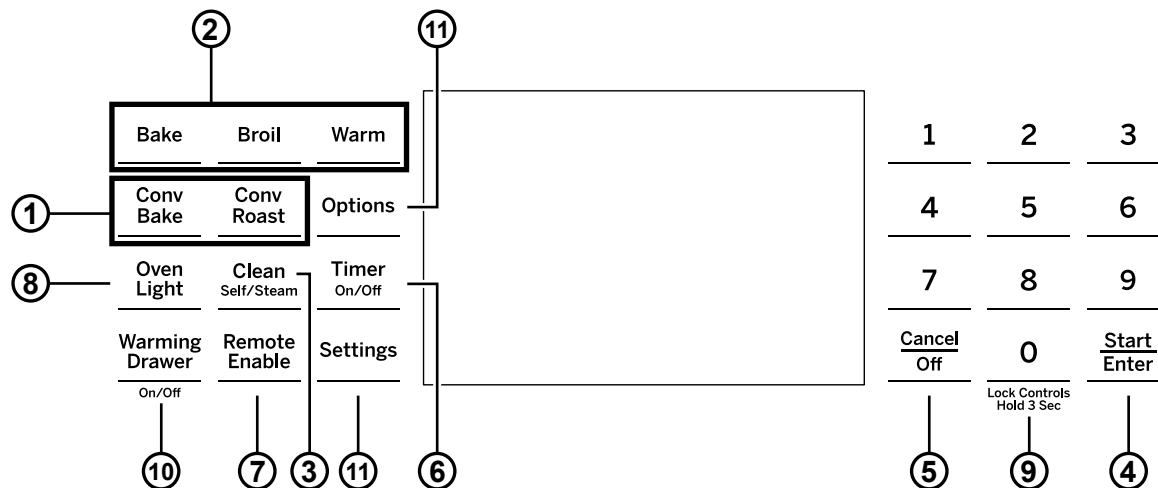 2
11
Bake Broil Warm 1 2 3
1
Conv
Bake
Conv
Roast
Options 4 5 6
8
Oven
Light
Clean
Self/Steam
Timer
On/Off
7 8 9
Warming
Drawer
On/Off
Remote
Enable
Settings
Cancel
Off
0
Lock Controls
Hold 3 Sec
Start
Enter
10 7 3 11 6 5 9 4